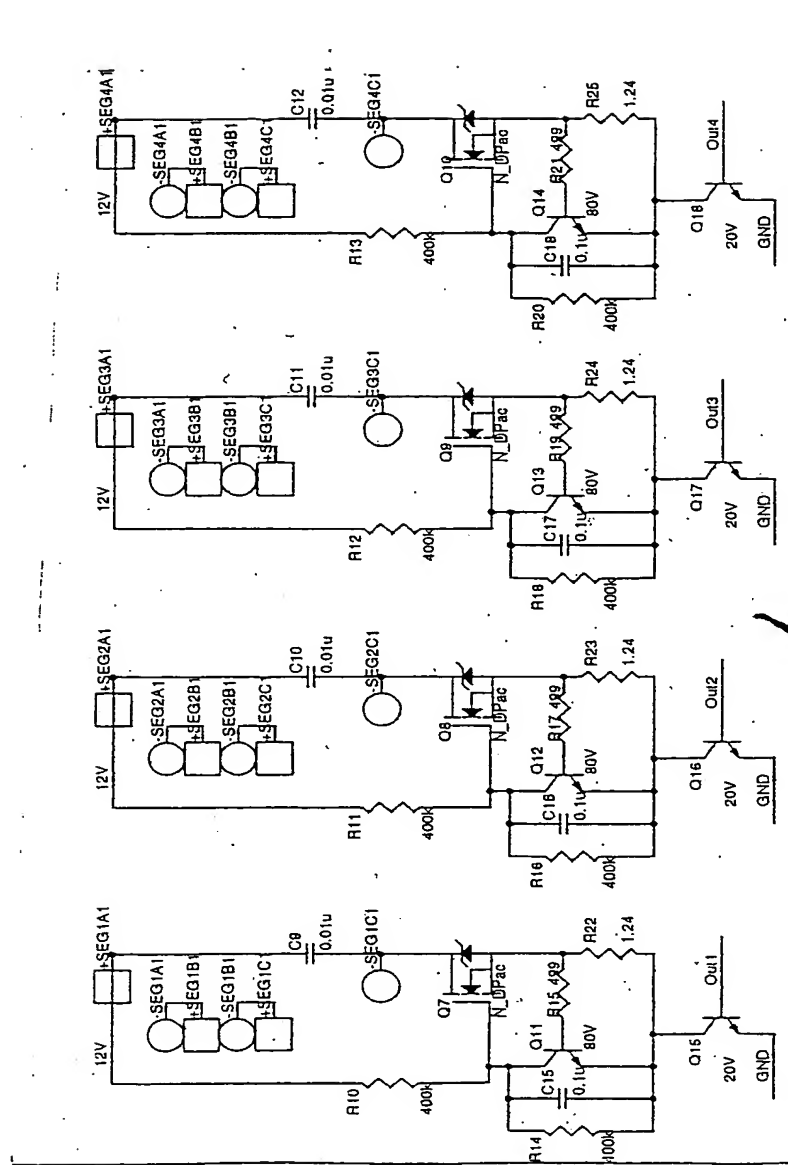 +SEG1A1
12V
-SEG1A1
+SEG1B1
-SEG1B1
+SEG1C1
C9
0.01u
-SEG1C1
R10
400k
Q7
N_DPac
Q11
80V
R15 499
R22
1.24
C15
0.1u
R14
400k
Q15
20V
Out1
GND
+SEG2A1
12V
-SEG2A1
+SEG2B1
-SEG2B1
+SEG2C1
C10
0.01u
-SEG2C1
R11
400k
Q8
N_DPac
Q12
80V
R17 499
R23
1.24
C16
0.1u
R16
400k
Q16
20V
Out2
GND
+SEG3A1
12V
-SEG3A1
+SEG3B1
-SEG3B1
+SEG3C1
C11
0.01u
-SEG3C1
R12
400k
Q9
N_DPac
Q13
80V
R19 499
R24
1.24
C17
0.1u
R18
400k
Q17
20V
Out3
GND
+SEG4A1
12V
-SEG4A1
+SEG4B1
-SEG4B1
+SEG4C1
C12
0.01u
-SEG4C1
R13
400k
Q10
N_DPac
Q14
80V
R21 499
R25
1.24
C18
0.1u
R20
400k
Q18
20V
Out4
GND